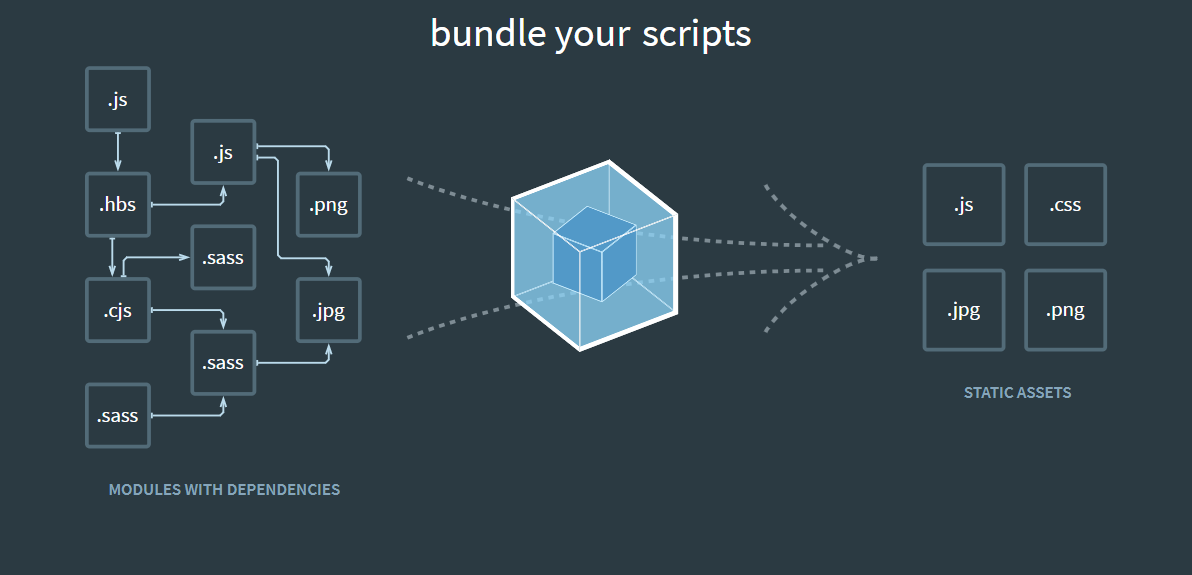 bundle your scripts
.js
.js
.hbs
.png
.sass
.cjs
.jpg
.sass
.sass
MODULES WITH DEPENDENCIES
.js
.css
.jpg
.png
STATIC ASSETS